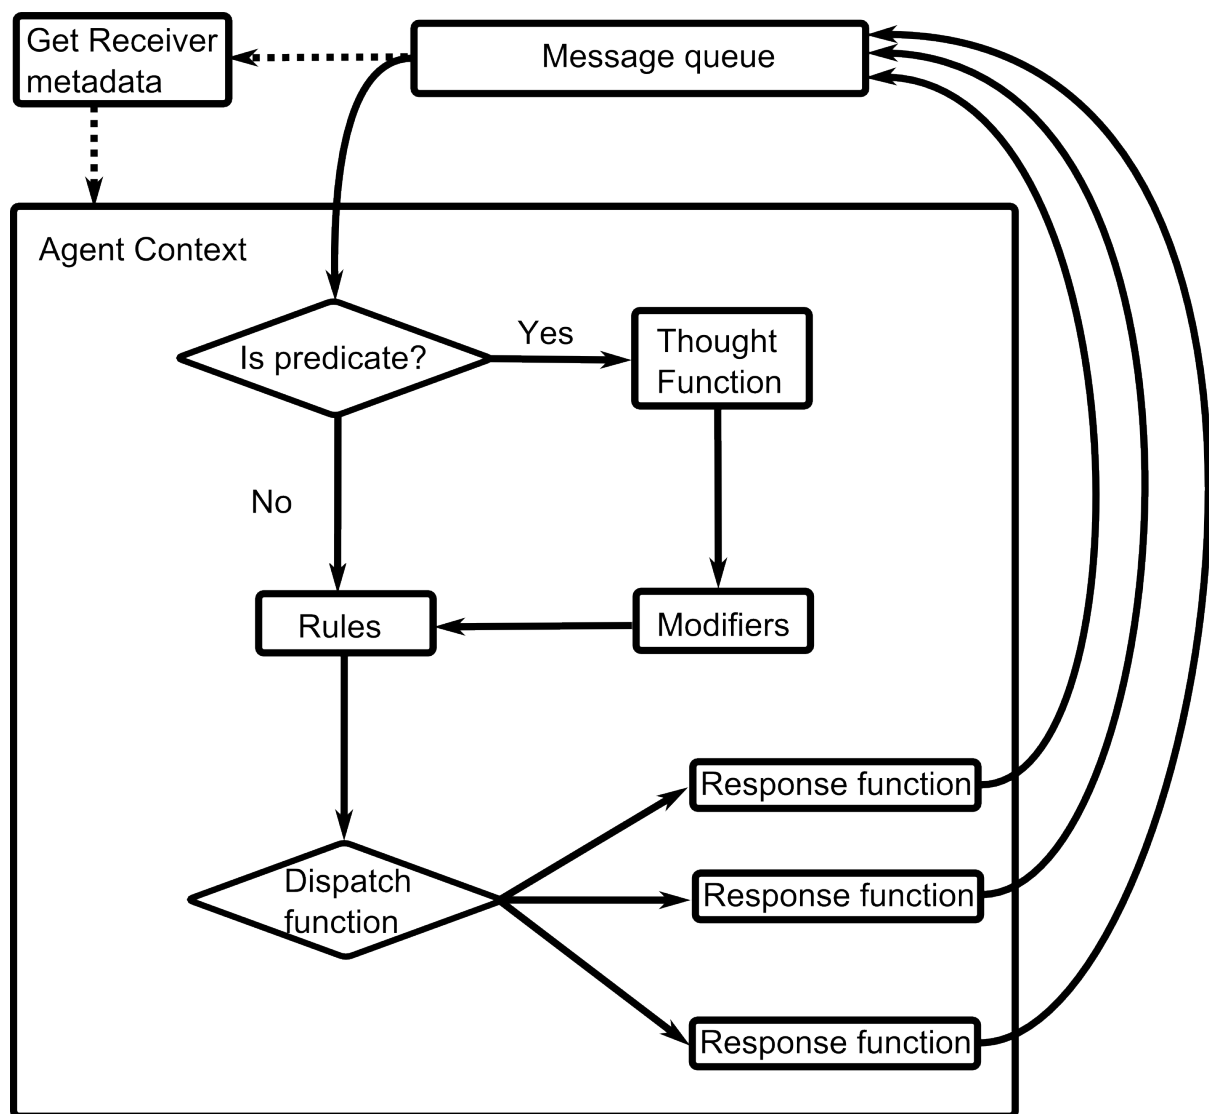 Get Receiver
metadata
Message queue
Agent Context
Is predicate?
Yes
Thought
Function
No
Rules
Modifiers
Response function
Dispatch
function
Response function
Response function